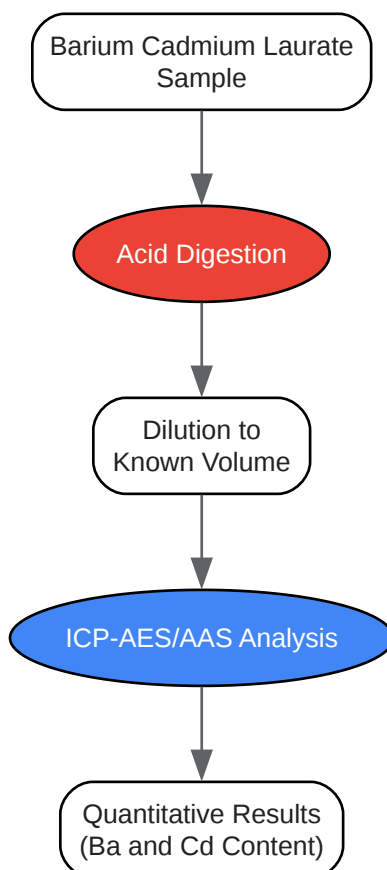 Barium Cadmium Laurate
Sample
Acid Digestion
Dilution to
Known Volume
ICP-AES/AAS Analysis
Quantitative Results
(Ba and Cd Content)